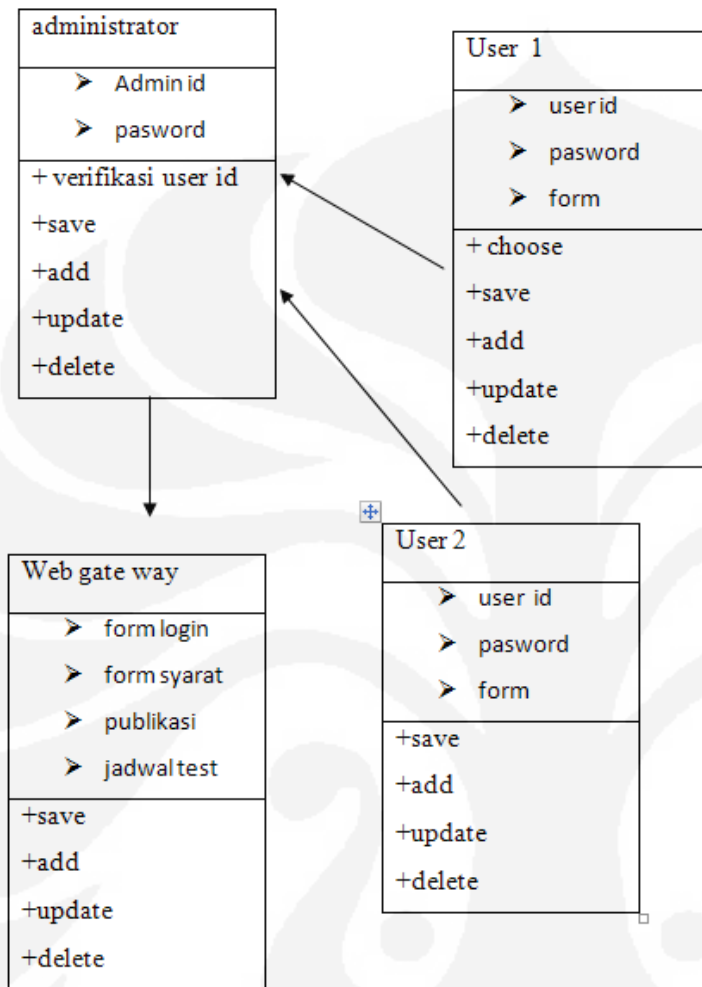 administrator
➤ Admin id
➤ pasword
+ verifikasi user id
+save
+add
+update
+delete
User 1
➤ user id
➤ pasword
➤ form
+ choose
+save
+add
+update
+delete
Web gate way
➤ form login
➤ form syarat
➤ publikasi
➤ jadwal test
+save
+add
+update
+delete
User 2
➤ user id
➤ pasword
➤ form
+save
+add
+update
+delete